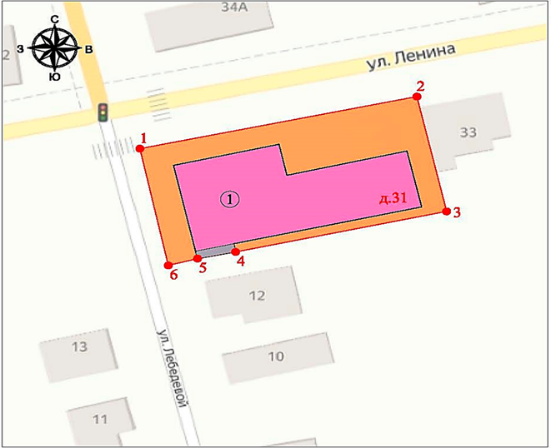 34А
С
З В
Ю
2
ул. Ленина
2
1
33
1
д.31
3
4
5
6
12
13
10
ул. Лебедевой
11